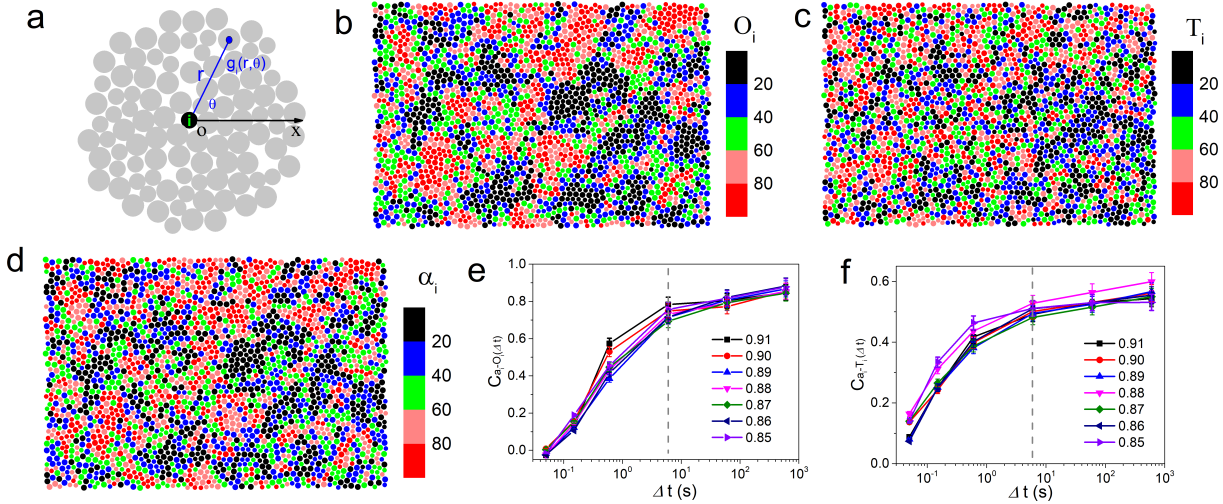 a
r
g_i(r,θ)
θ
i
o
x
b
O_i
20
40
60
80
c
T_i
20
40
60
80
d
α_i
20
40
60
80
e
1.0
0.8
0.6
0.4
0.2
0.0
C_{a_i-O_i}(Δt)
0.91
0.90
0.89
0.88
0.87
0.86
0.85
10^{-1}
10^0
10^1
10^2
10^3
Δ t (s)
f
0.6
0.4
0.2
0.0
C_{a_i-T_i}(Δt)
0.91
0.90
0.89
0.88
0.87
0.86
0.85
10^{-1}
10^0
10^1
10^2
10^3
Δ t (s)